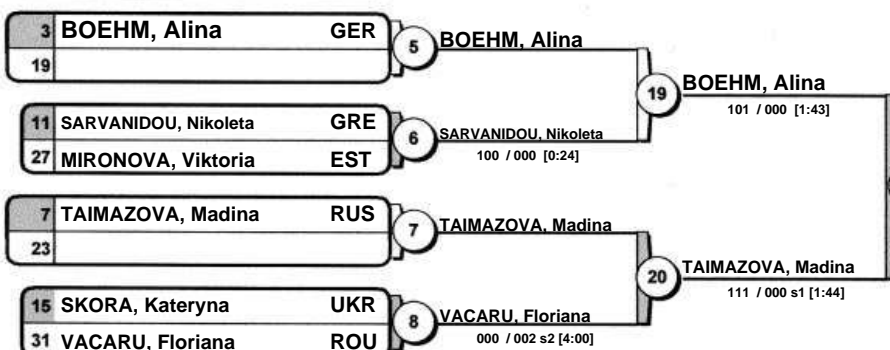 3 BOEHM, Alina GER
19
5
BOEHM, Alina
11 SARVANIDOU, Nikoleta GRE
27 MIRONOVA, Viktoria EST
6
SARVANIDOU, Nikoleta
100 / 000 [0:24]
19
BOEHM, Alina
101 / 000 [1:43]
7 TAIMAZOVA, Madina RUS
23
7
TAIMAZOVA, Madina
15 SKORA, Kateryna UKR
31 VACARU, Floriana ROU
8
VACARU, Floriana
000 / 002 s2 [4:00]
20
TAIMAZOVA, Madina
111 / 000 s1 [1:44]